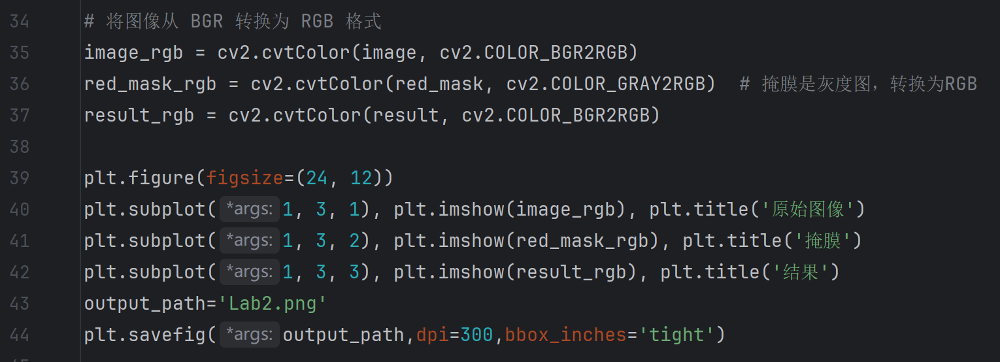 34 # 将图像从 BGR 转换为 RGB 格式
35 image_rgb = cv2.cvtColor(image, cv2.COLOR_BGR2RGB)
36 red_mask_rgb = cv2.cvtColor(red_mask, cv2.COLOR_GRAY2RGB)  # 掩膜是灰度图，转换为RGB
37 result_rgb = cv2.cvtColor(result, cv2.COLOR_BGR2RGB)
38
39 plt.figure(figsize=(24, 12))
40 plt.subplot( *args: 1, 3, 1), plt.imshow(image_rgb), plt.title('原始图像')
41 plt.subplot( *args: 1, 3, 2), plt.imshow(red_mask_rgb), plt.title('掩膜')
42 plt.subplot( *args: 1, 3, 3), plt.imshow(result_rgb), plt.title('结果')
43 output_path='Lab2.png'
44 plt.savefig( *args: output_path,dpi=300,bbox_inches='tight')